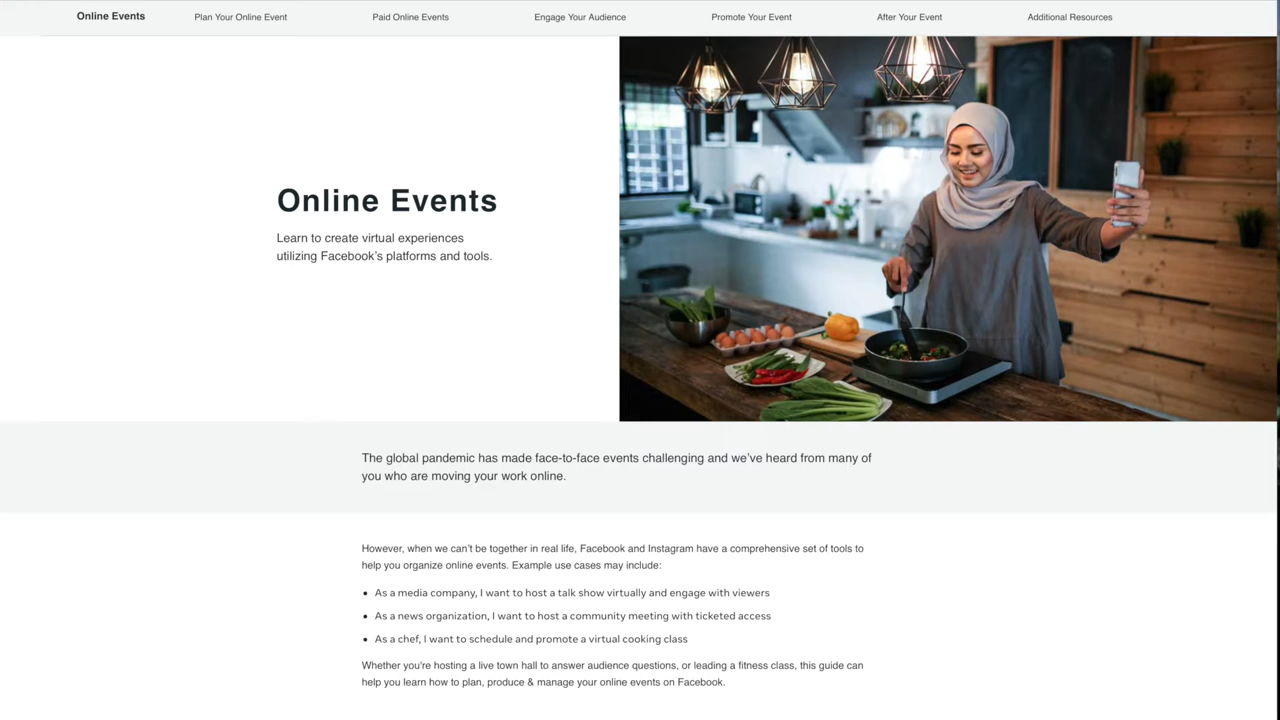 Online Events
Plan Your Online Event
Paid Online Events
Engage Your Audience
Promote Your Event
After Your Event
Additional Resources
Online Events
Learn to create virtual experiences
utilizing Facebook's platforms and tools.
The global pandemic has made face-to-face events challenging and we've heard from many of
you who are moving your work online.
However, when we can't be together in real life, Facebook and Instagram have a comprehensive set of tools to
help you organize online events. Example use cases may include:
• As a media company, I want to host a talk show virtually and engage with viewers
• As a news organization, I want to host a community meeting with ticketed access
• As a chef, I want to schedule and promote a virtual cooking class
Whether you're hosting a live town hall to answer audience questions, or leading a fitness class, this guide can
help you learn how to plan, produce & manage your online events on Facebook.